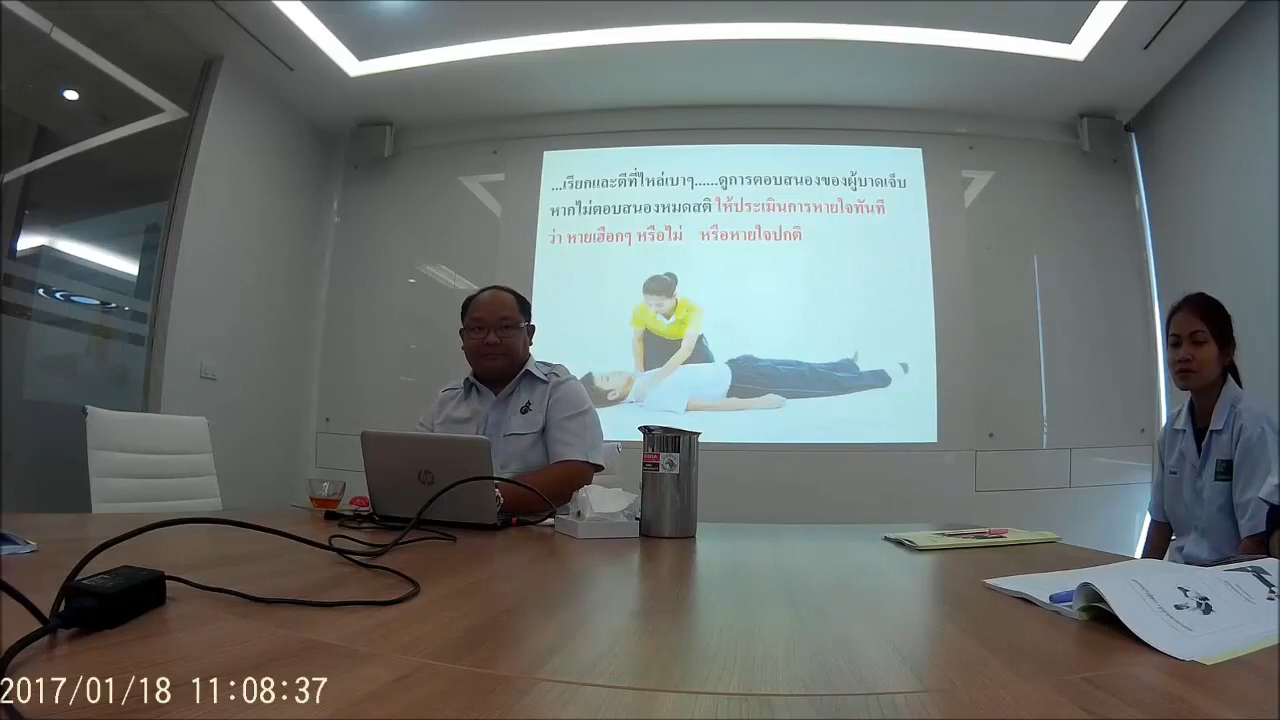 ...เรียกและตีที่ไหล่เบาๆ......ดูการตอบสนองของผู้บาดเจ็บ
หากไม่ตอบสนองหมดสติ ให้ประเมินการหายใจทันที
ว่า หายเฮือกๆ หรือไม่ หรือหายใจปกติ
hp
2017/01/18 11:08:37